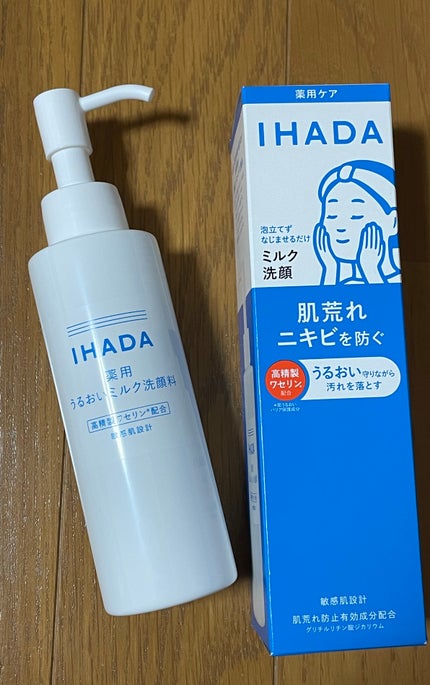 IHADA
薬用
うるおいミルク洗顔料
高精製ワセリン*配合
敏感肌設計
薬用ケア
IHADA
泡立てず
なじませるだけ
ミルク
洗顔
肌荒れ
ニキビを防ぐ
高精製
ワセリン*
配合
うるおい守りながら
汚れを落とす
敏感肌設計
肌荒れ防止有効成分配合
グリチルリチン酸ジカリウム